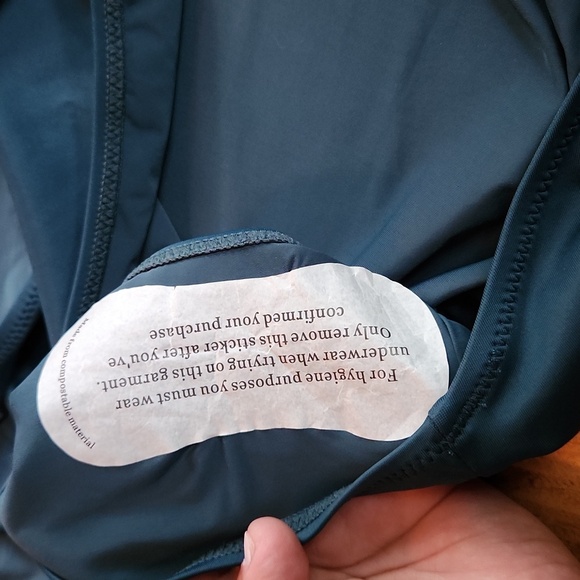 For hygiene purposes you must wear
underwear when trying on this garment.
Only remove this sticker after you've
confirmed your purchase
Made from compostable material